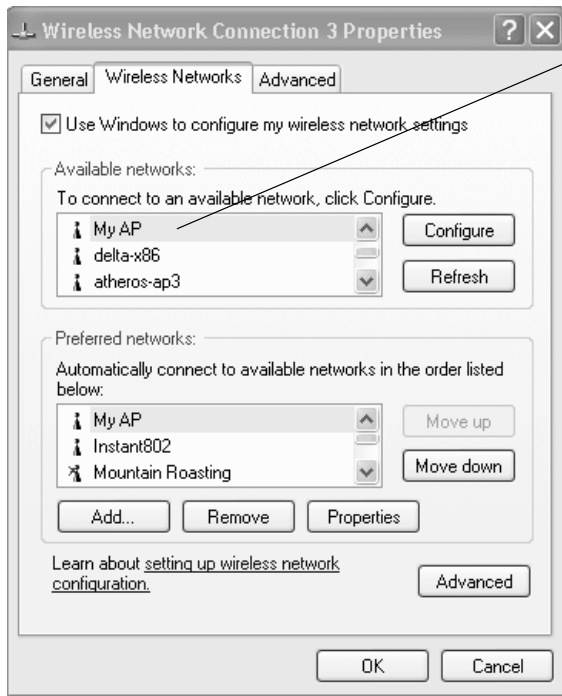 Wireless Network Connection 3 Properties
General Wireless Networks Advanced
Use Windows to configure my wireless network settings
Available networks:
To connect to an available network, click Configure.
My AP
delta-x86
atheros-ap3
Configure
Refresh
Preferred networks:
Automatically connect to available networks in the order listed
below:
My AP
Instant802
Mountain Roasting
Move up
Move down
Add... Remove Properties
Learn about setting up wireless network
configuration.
Advanced
OK Cancel